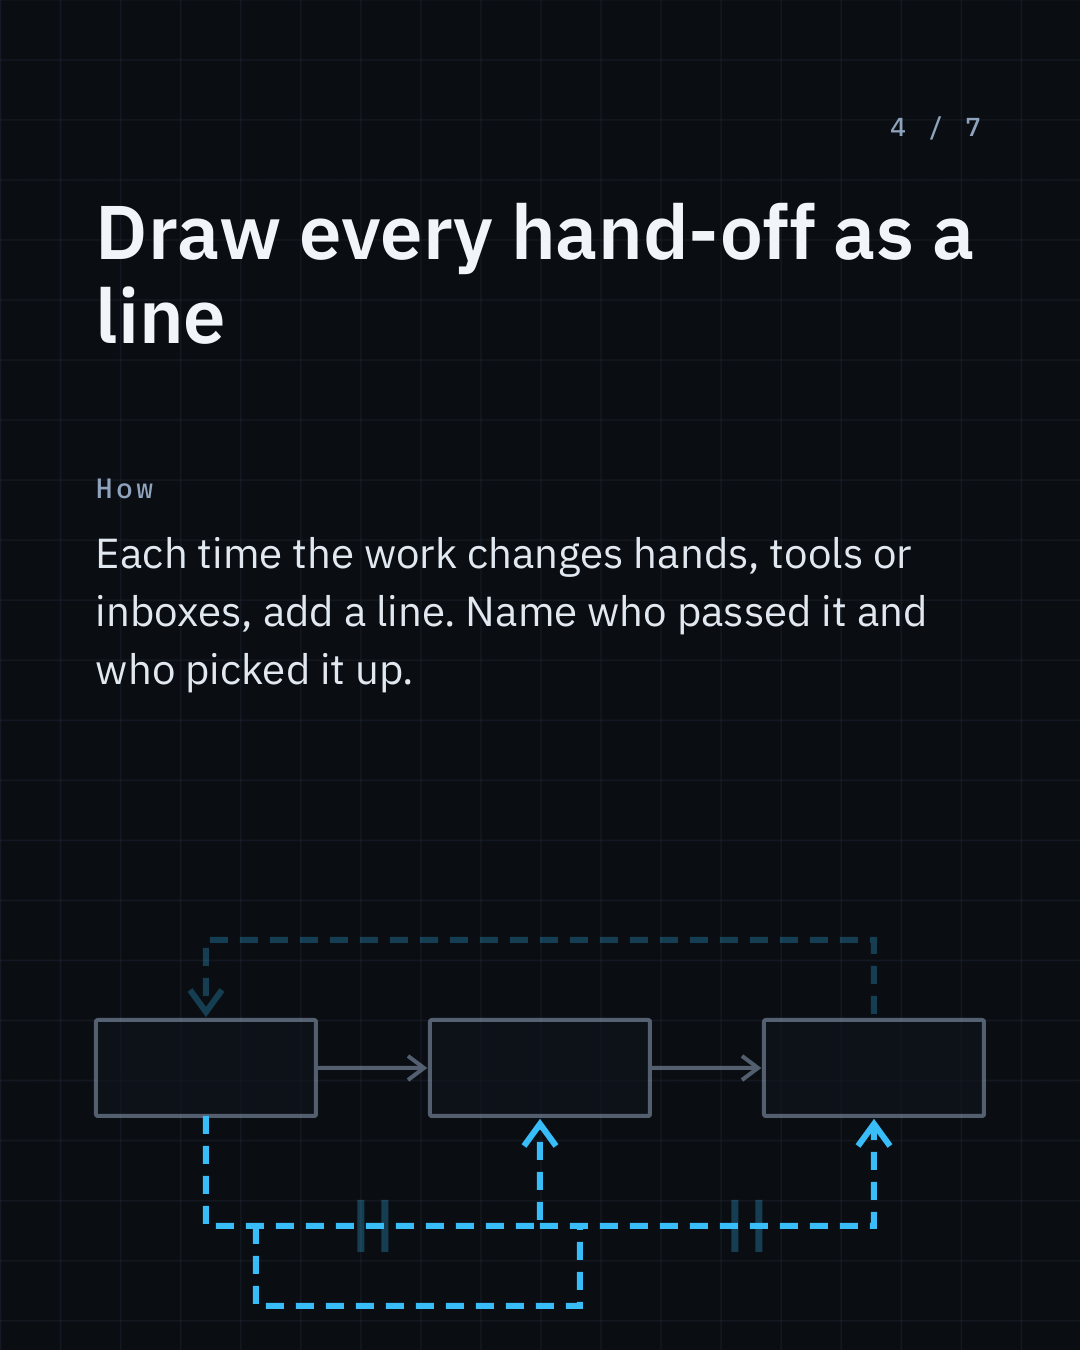 4 / 7
Draw every hand-off as a
line
How
Each time the work changes hands, tools or
inboxes, add a line. Name who passed it and
who picked it up.